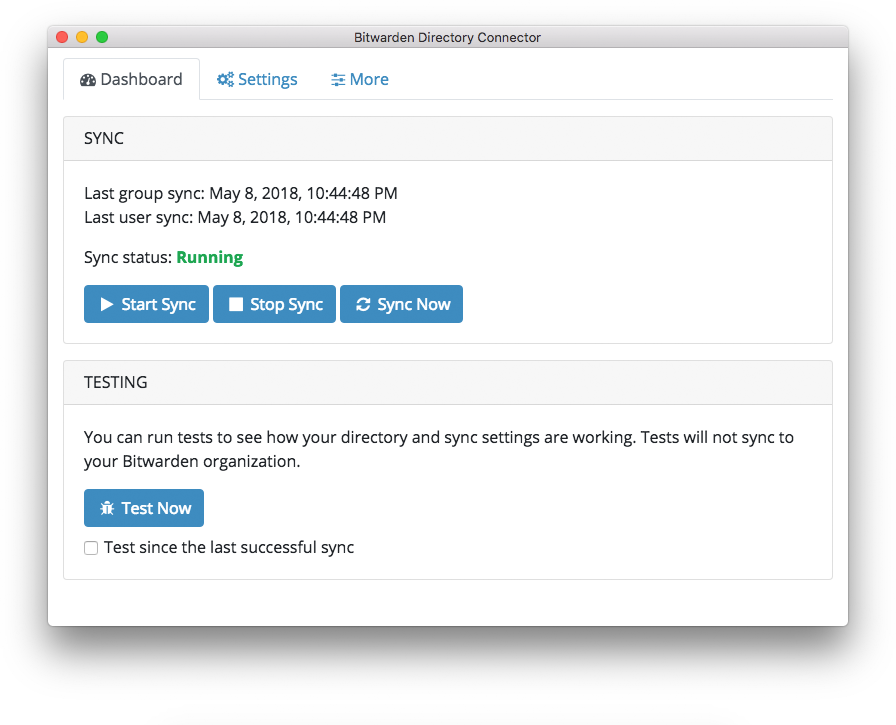 Bitwarden Directory Connector
Dashboard Settings More
SYNC
Last group sync: May 8, 2018, 10:44:48 PM
Last user sync: May 8, 2018, 10:44:48 PM
Sync status: Running
Start Sync Stop Sync Sync Now
TESTING
You can run tests to see how your directory and sync settings are working. Tests will not sync to
your Bitwarden organization.
Test Now
Test since the last successful sync